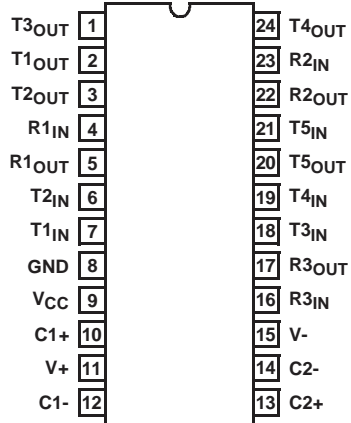 T3OUT 1 24 T4OUT
T1OUT 2 23 R2IN
T2OUT 3 22 R2OUT
R1IN 4 21 T5IN
R1OUT 5 20 T5OUT
T2IN 6 19 T4IN
T1IN 7 18 T3IN
GND 8 17 R3OUT
VCC 9 16 R3IN
C1+ 10 15 V-
V+ 11 14 C2-
C1- 12 13 C2+